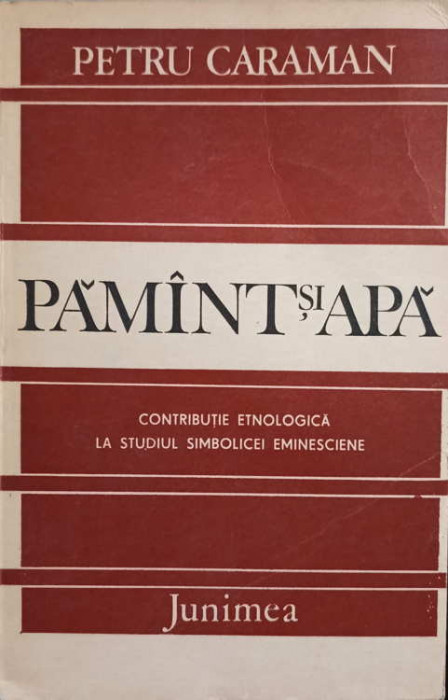 PETRU CARAMAN
PĂMÎNT ȘI APĂ
CONTRIBUȚIE ETNOLOGICĂ
LA STUDIUL SIMBOLICEI EMINESCIENE
Junimea